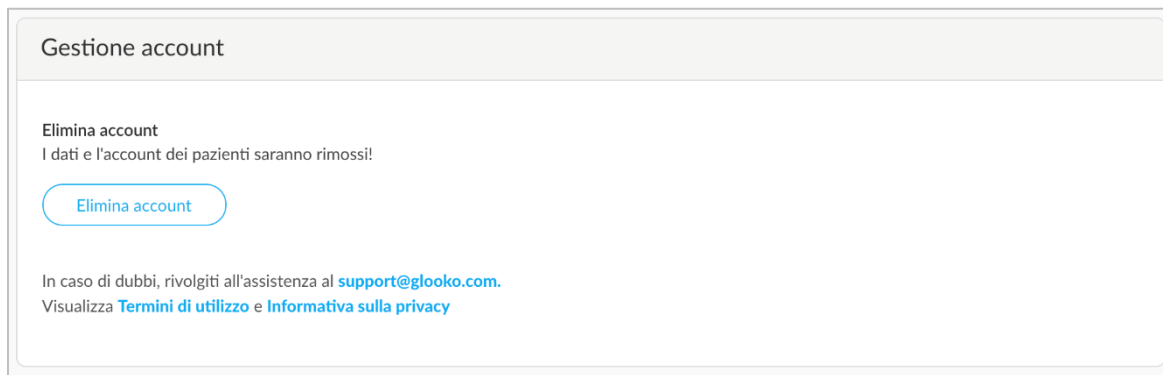 Gestione account
Elimina account
I dati e l'account dei pazienti saranno rimossi!
Elimina account
In caso di dubbi, rivolgiti all'assistenza al support@glooko.com.
Visualizza Termini di utilizzo e Informativa sulla privacy